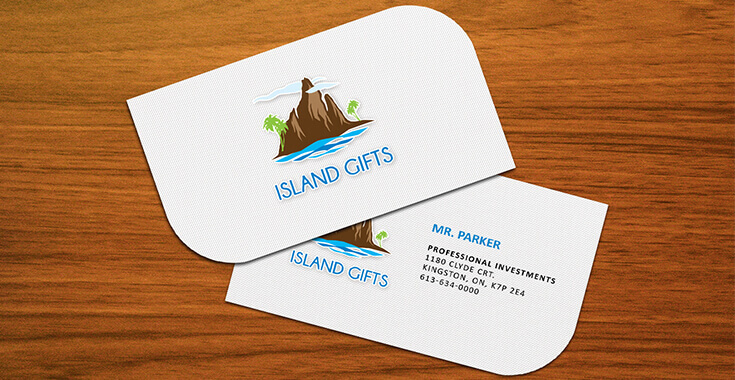 ISLAND GIFTS
ISLAND GIFTS
MR. PARKER
PROFESSIONAL INVESTMENTS
1180 CLYDE CRT.
KINGSTON, ON, K7P 2E4
613-634-0000